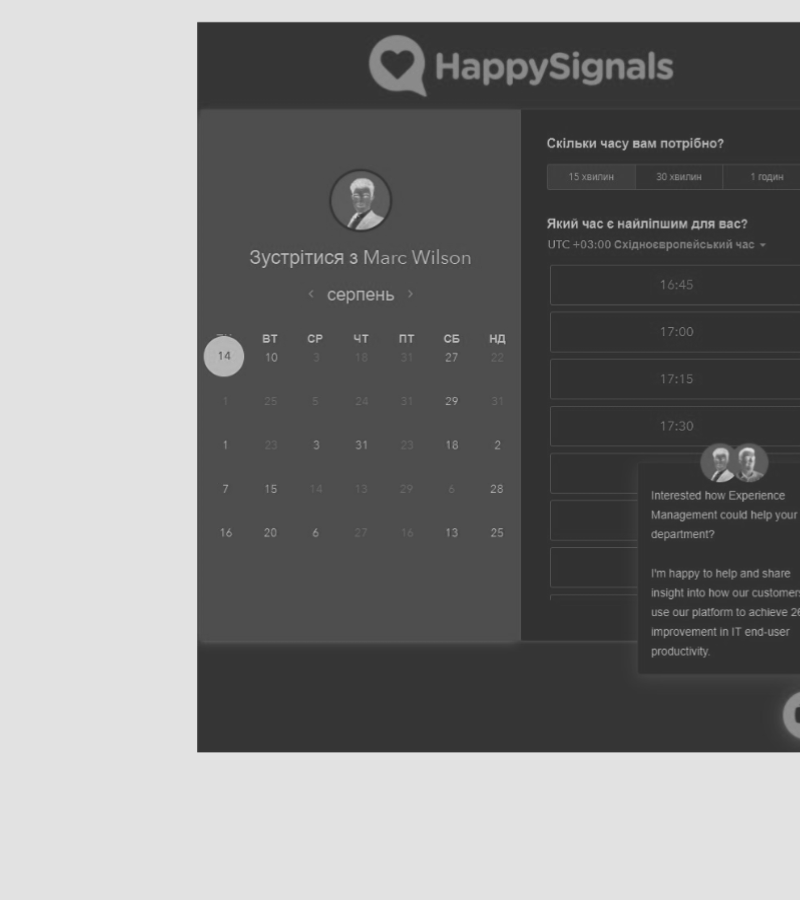 HappySignals
Зустрітися з Marc Wilson
серпень
ВТ СР ЧТ ПТ СБ НД
14 10 3 18 31 27 22
1 25 5 24 31 29 31
1 23 3 31 23 18 2
7 15 14 13 29 6 28
16 20 6 27 16 13 25
Скільки часу вам потрібно?
15 хвилин 30 хвилин 1 годин
Який час є найліпшим для вас?
UTC +03:00 Східноєвропейський час
16:45
17:00
17:15
17:30
Interested how Experience
Management could help your
department?
I'm happy to help and share
insight into how our customers
use our platform to achieve 26
improvement in IT end-user
productivity.